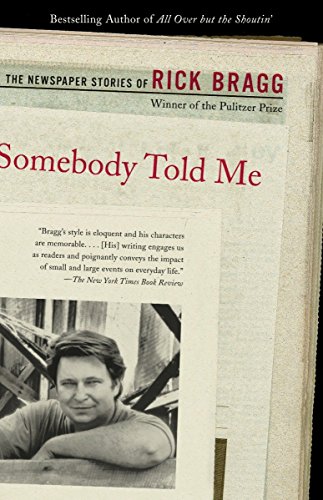 Bestselling Author of All Over but the Shoutin'
THE NEWSPAPER STORIES OF RICK BRAGG
Winner of the Pulitzer Prize
Somebody Told Me
"Bragg's style is eloquent and his characters
are memorable. . . . [His] writing engages us
as readers and poignantly conveys the impact
of small and large events on everyday life."
—The New York Times Book Review